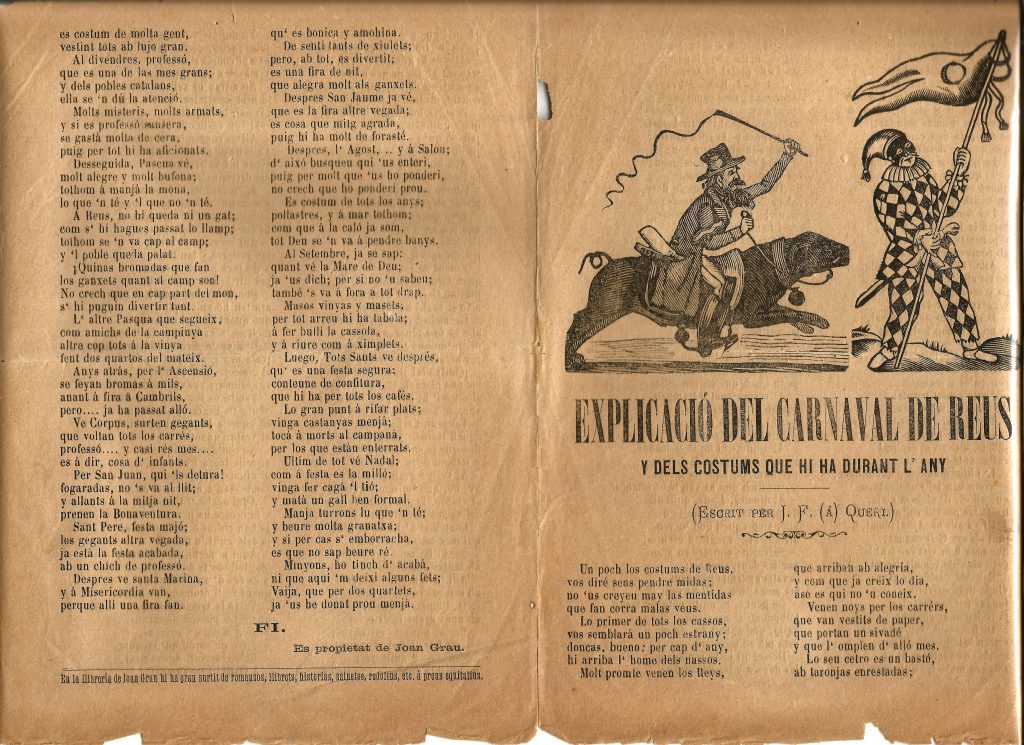 es costum de molta gent,
vestint tots ab lujo gran.
Al divendres, professó,
que es una de las mes grans;
y dels pobles catalans,
ella se 'n dú la atenció.
Molts misteris, molts armats,
y si es professó sensera,
se gastà molta de cera,
puig per tot hi ha aficionats.
Desseguida, Pascua vé,
molt alegre y molt bufona;
tothom á manjá la mona,
lo que 'n té y 'l que no 'n té.
A Reus, no hi queda ni un gat;
com s' hi hagues passat lo llamp;
tothom se 'n va cap al camp;
y 'l poble queda palat.
¡Quinas bromadas que fan
los ganxets quant al camp son!
No crech que en cap part del mon,
s' hi puguin divertir tant.
L' altre Pasqua que segueix,
com amichs de la campinya
altre cop tots á la vinya
fent dos quartos del mateix.
Anys atrás, per l' Ascensió,
se feyan bromas á mils,
anant á fira á Cambrils,
pero.... ja ha passat alló.
Ve Corpus, surten gegants,
que voltan tots los carrés;
professó.... y casi rés mes....
es á dir, cosa d' infants.
Per San Juan, qui 'ls detura!
fogaradas, no 's va al llit;
y allants á la mitja nit,
prenen la Bonaventura.
Sant Pere, festa majó;
los gegants altra vegada,
ja está la festa acabada,
ab un chich de professó.
Despres ve santa Marina,
y á Misericordia van,
perque alli una fira fan.
qu' es bonica y amohina.
De senti tants de xiulets;
pero, ab tot, es divertit;
es una fira de nit,
que alegra molt als ganxets.
Despres San Jaume ja vé,
que es la fira altre vegada;
es cosa que mitg agrada,
puig hi ha molt de forasté.
Despres, l' Agost,... y á Salou;
d' aixó busqueu qui 'us enteri,
puig per molt que 'us ho ponderi,
no crech que ho ponderi prou.
Es costum de tots los anys;
pollastres, y á mar tothom;
com que á la caló ja som,
tot Deu se 'n va á pendre banys.
Al Setembre, ja se sap:
quant vé la Mare de Deu;
ja 'us dich; per si no 'u sabeu;
també 's va á fora a tot drap.
Masos vinyas y masets,
per tot arreu hi ha tabola;
á fer bulli la cassola,
y á riure com á ximplets.
Luego, Tots Sants ve després,
qu' es una festa segura;
contenne de confitura,
que hi ha per tots los cafés.
Lo gran punt á rifar plats;
vinga castanyas menjá;
tocá á morts al campaná,
per los que están enterrats.
Ultim de tot vé Nadal;
com á festa es la milló;
vinga fer cagá 'l tió;
y matá un gall ben formal.
Manja turrons lu que 'n té;
y beure molta granatxa;
y si per cas s' emborracha,
es que no sap beure ré.
Minyons, ho tinch d' acabá,
ni que aqui 'm deixi alguns fets;
Vaija, que per dos quartets,
ja 'us he donat prou menjá.
FI.
Es propietat de Joan Grau.
En la llibrería de Joan Grau hi ha gran surtit de romansos, llibrots, historias, sainetes, redolins, etc. á preus equitatius.
EXPLICACIÓ DEL CARNAVAL DE REUS
Y DELS COSTUMS QUE HI HA DURANT L' ANY
(Escrit per J. F. (á) Queri.)
Un poch los costums de Reus,
vos diré sens pendre midas;
no 'us creyeu may las mentidas
que fan corra malas veus.
Lo primer de tots los cassos,
vos semblará un poch estrany;
doncas, bueno; per cap d' any,
hi arriba l' home dels nassos.
Molt promte venen los Reys,
que arriban ab alegría,
y com que ja creix lo dia,
ase es qui no 'u coneix.
Venen noys per los carrérs,
que van vestits de paper,
que portan un sivadé
y que l' omplen d' alló mes.
Lo seu cetro es un bastó,
ab taronjas enrestadas;